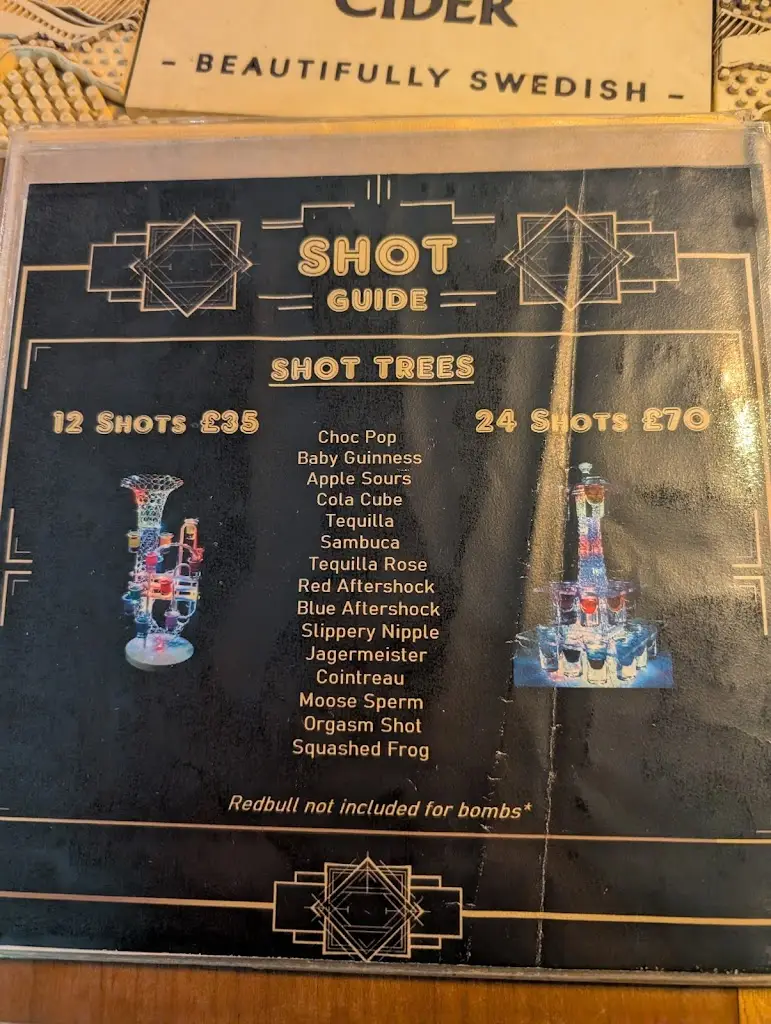 CIDER
- BEAUTIFULLY SWEDISH -
SHOT
GUIDE
SHOT TREES
12 SHOTS £35
24 SHOTS £70
Choc Pop
Baby Guinness
Apple Sours
Cola Cube
Tequilla
Sambuca
Tequilla Rose
Red Aftershock
Blue Aftershock
Slippery Nipple
Jagermeister
Cointreau
Moose Sperm
Orgasm Shot
Squashed Frog
Redbull not included for bombs*